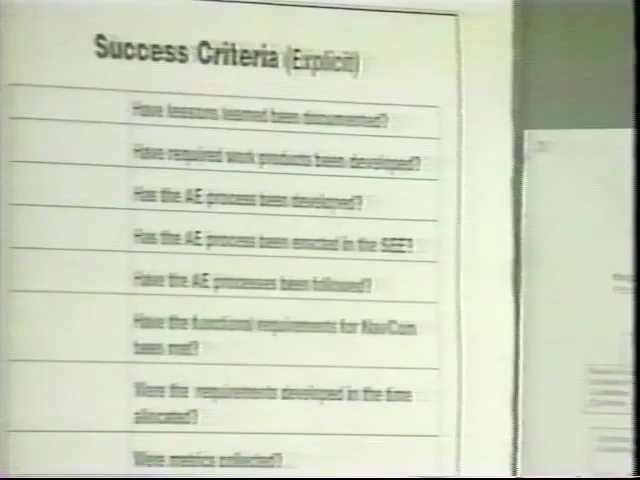 Success Criteria (Explicit)
Have lessons learned been documented?
Have required work products been developed?
Has the AE process been developed?
Has the AE process been enacted in the SEE?
Have the AE processes been followed?
Have the functional requirements for
been met?
Were the requirements developed in the time
allocated?
Were metrics collected?